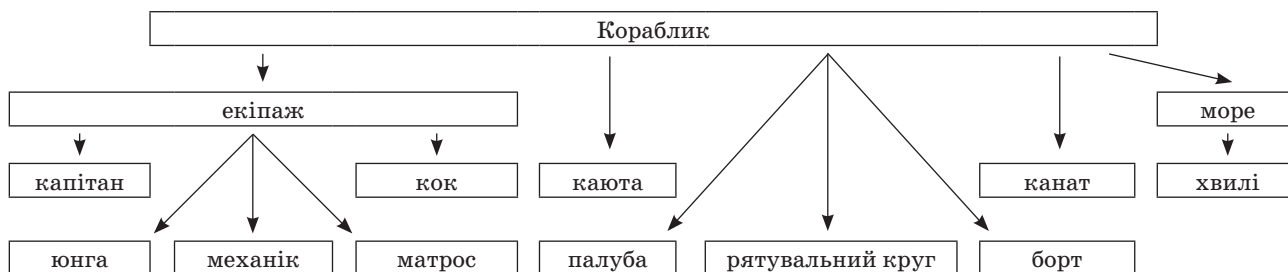 Кораблик
екіпаж
море
капітан
кок
каюта
канат
хвилі
юнга
механік
матрос
палуба
рятувальний круг
борт